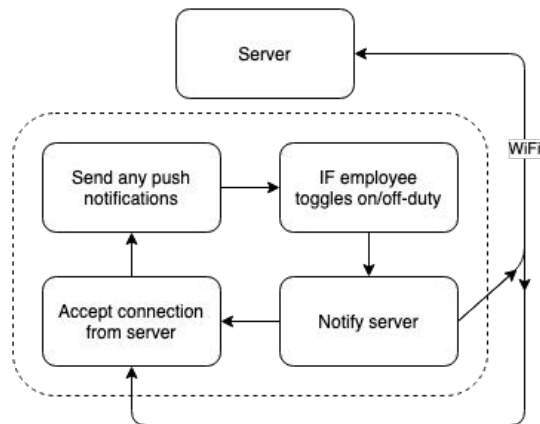 Server
WiFi
Send any push
notifications
IF employee
toggles on/off-duty
Accept connection
from server
Notify server